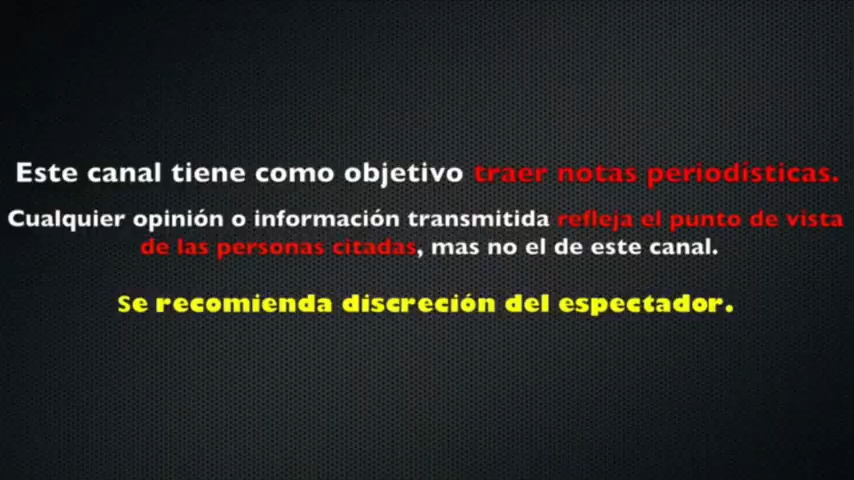 Este canal tiene como objetivo traer notas periodísticas.
Cualquier opinión o información transmitida refleja el punto de vista
de las personas citadas, mas no el de este canal.
Se recomienda discreción del espectador.